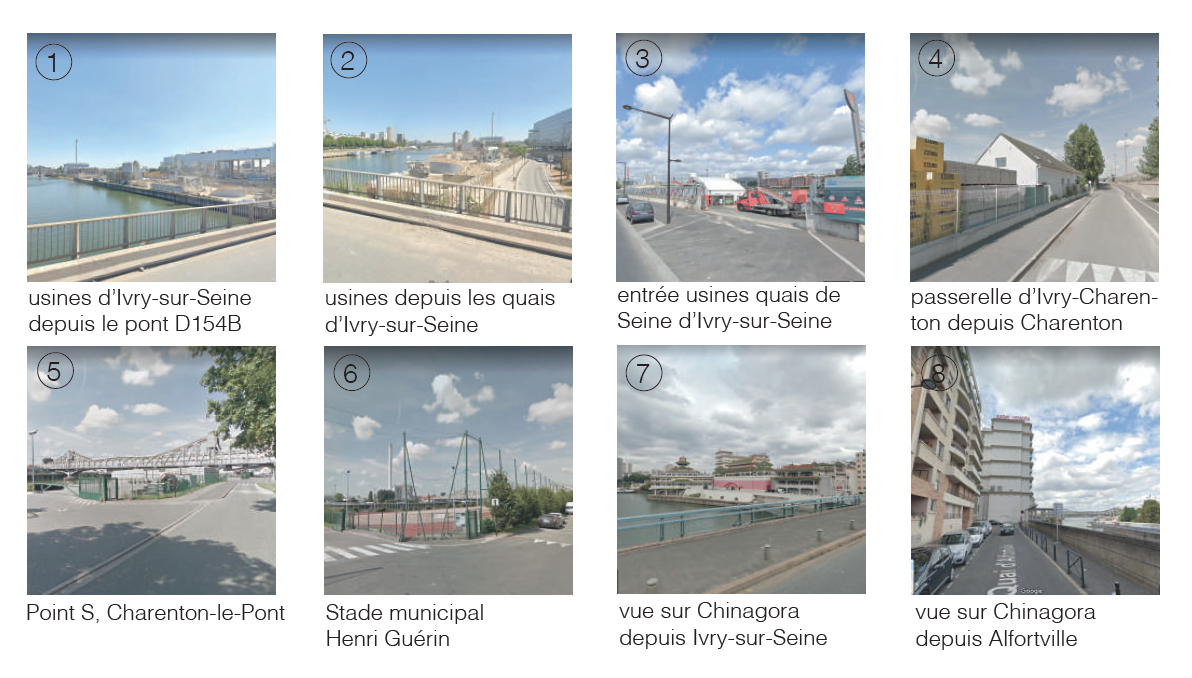 1
2
3
4
usines d'Ivry-sur-Seine
depuis le pont D154B
usines depuis les quais
d'Ivry-sur-Seine
entrée usines quais de
Seine d'Ivry-sur-Seine
passerelle d'Ivry-Charen-
ton depuis Charenton
5
6
7
8
Quai d'A
Google
Point S, Charenton-le-Pont
Stade municipal
Henri Guérin
vue sur Chinagora
depuis Ivry-sur-Seine
vue sur Chinagora
depuis Alfortville